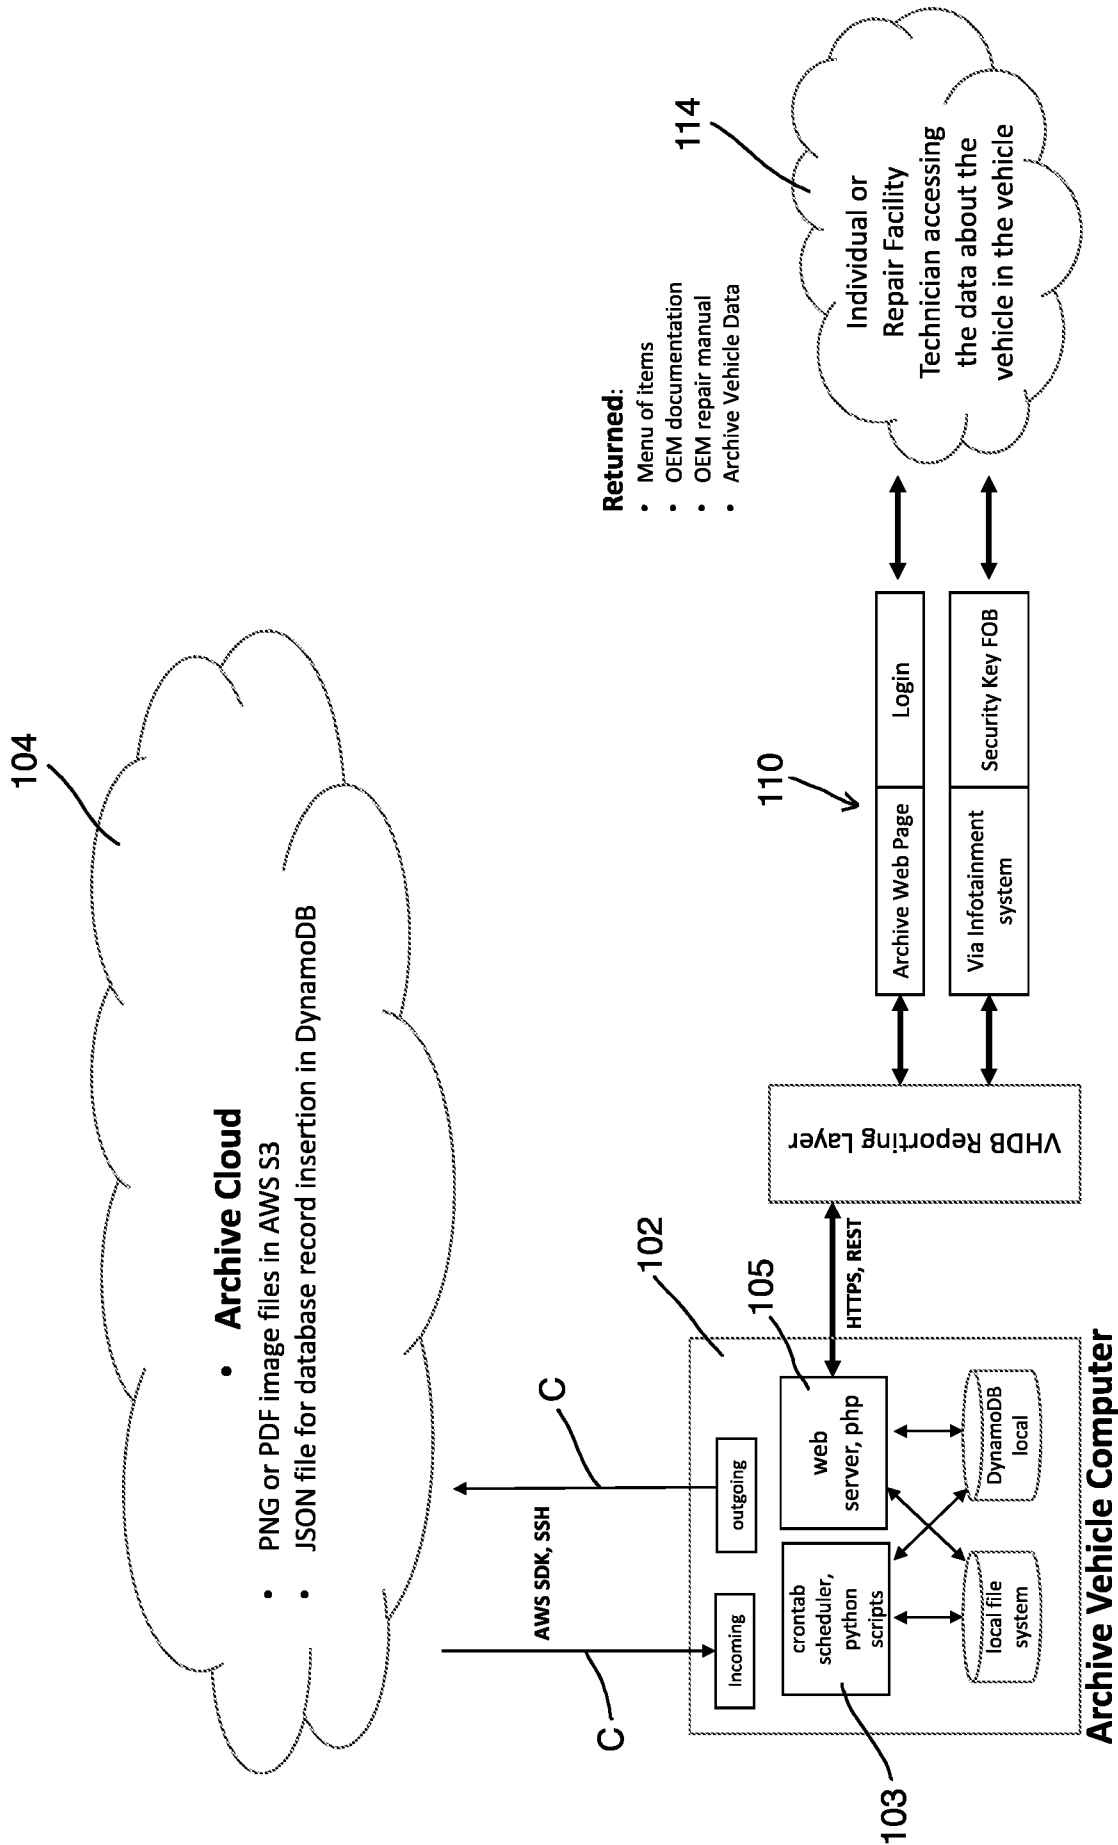 104
• Archive Cloud
• PNG or PDF image files in AWS S3
• JSON file for database record insertion in DynamoDB
C
AWS SDK, SSH
C
Incoming
outgoing
102
103
crontab
scheduler,
python
scripts
105
web
server, php
local file
system
DynamoDB
local
Archive Vehicle Computer
HTTPS, REST
VHDB Reporting Layer
110
Archive Web Page
Login
Via Infotainment
system
Security Key FOB
Returned:
• Menu of items
• OEM documentation
• OEM repair manual
• Archive Vehicle Data
114
Individual or
Repair Facility
Technician accessing
the data about the
vehicle in the vehicle